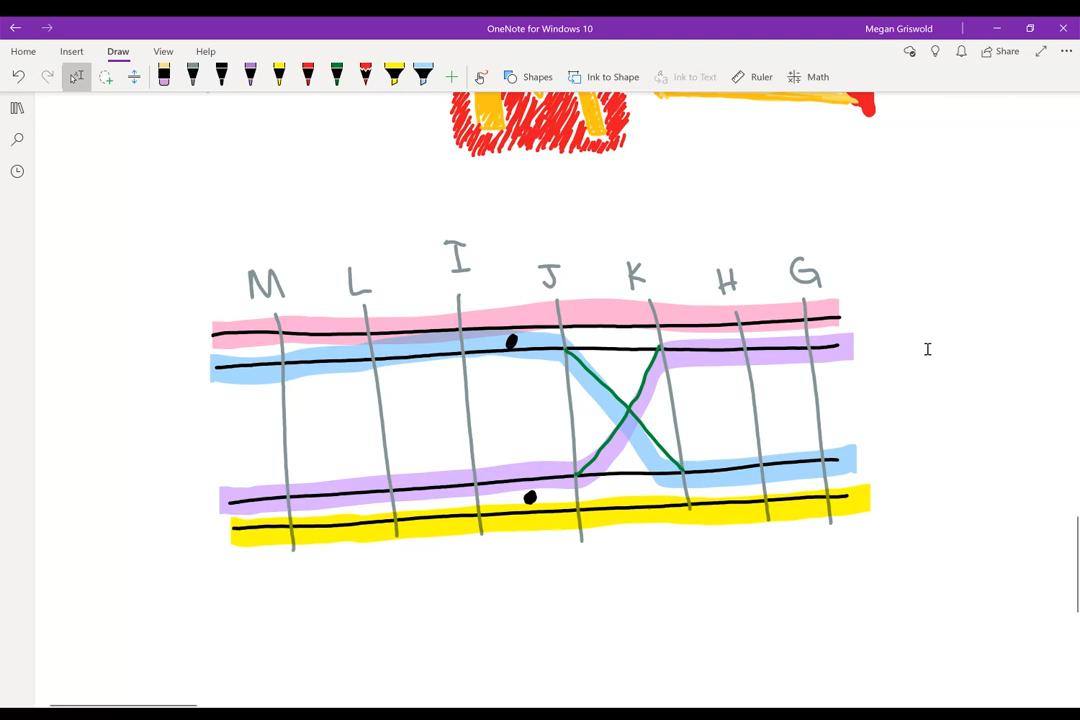 OneNote for Windows 10
Megan Griswold
Home Insert Draw View Help
Share
Shapes Ink to Shape Ink to Text Ruler Math
M L I J K H G